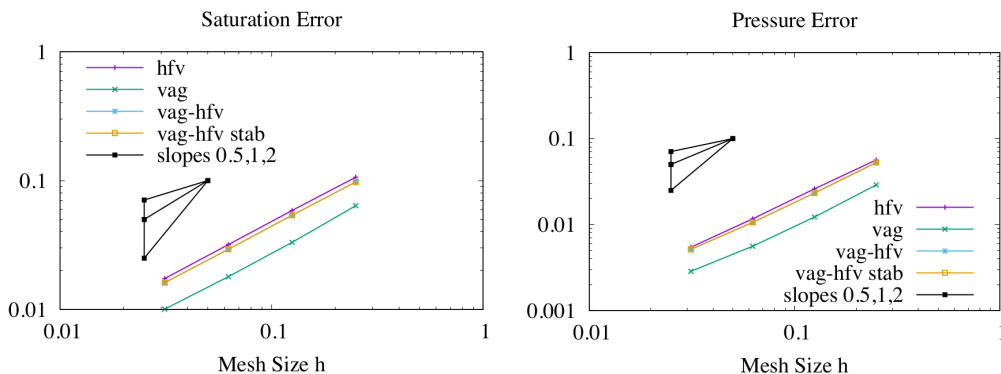 Saturation Error
1
0.1
0.01
hfv
vag
vag-hfv
vag-hfv stab
slopes 0.5,1,2
0.01
0.1
1
Mesh Size h
Pressure Error
1
0.1
0.01
0.001
hfv
vag
vag-hfv
vag-hfv stab
slopes 0.5,1,2
0.01
0.1
1
Mesh Size h